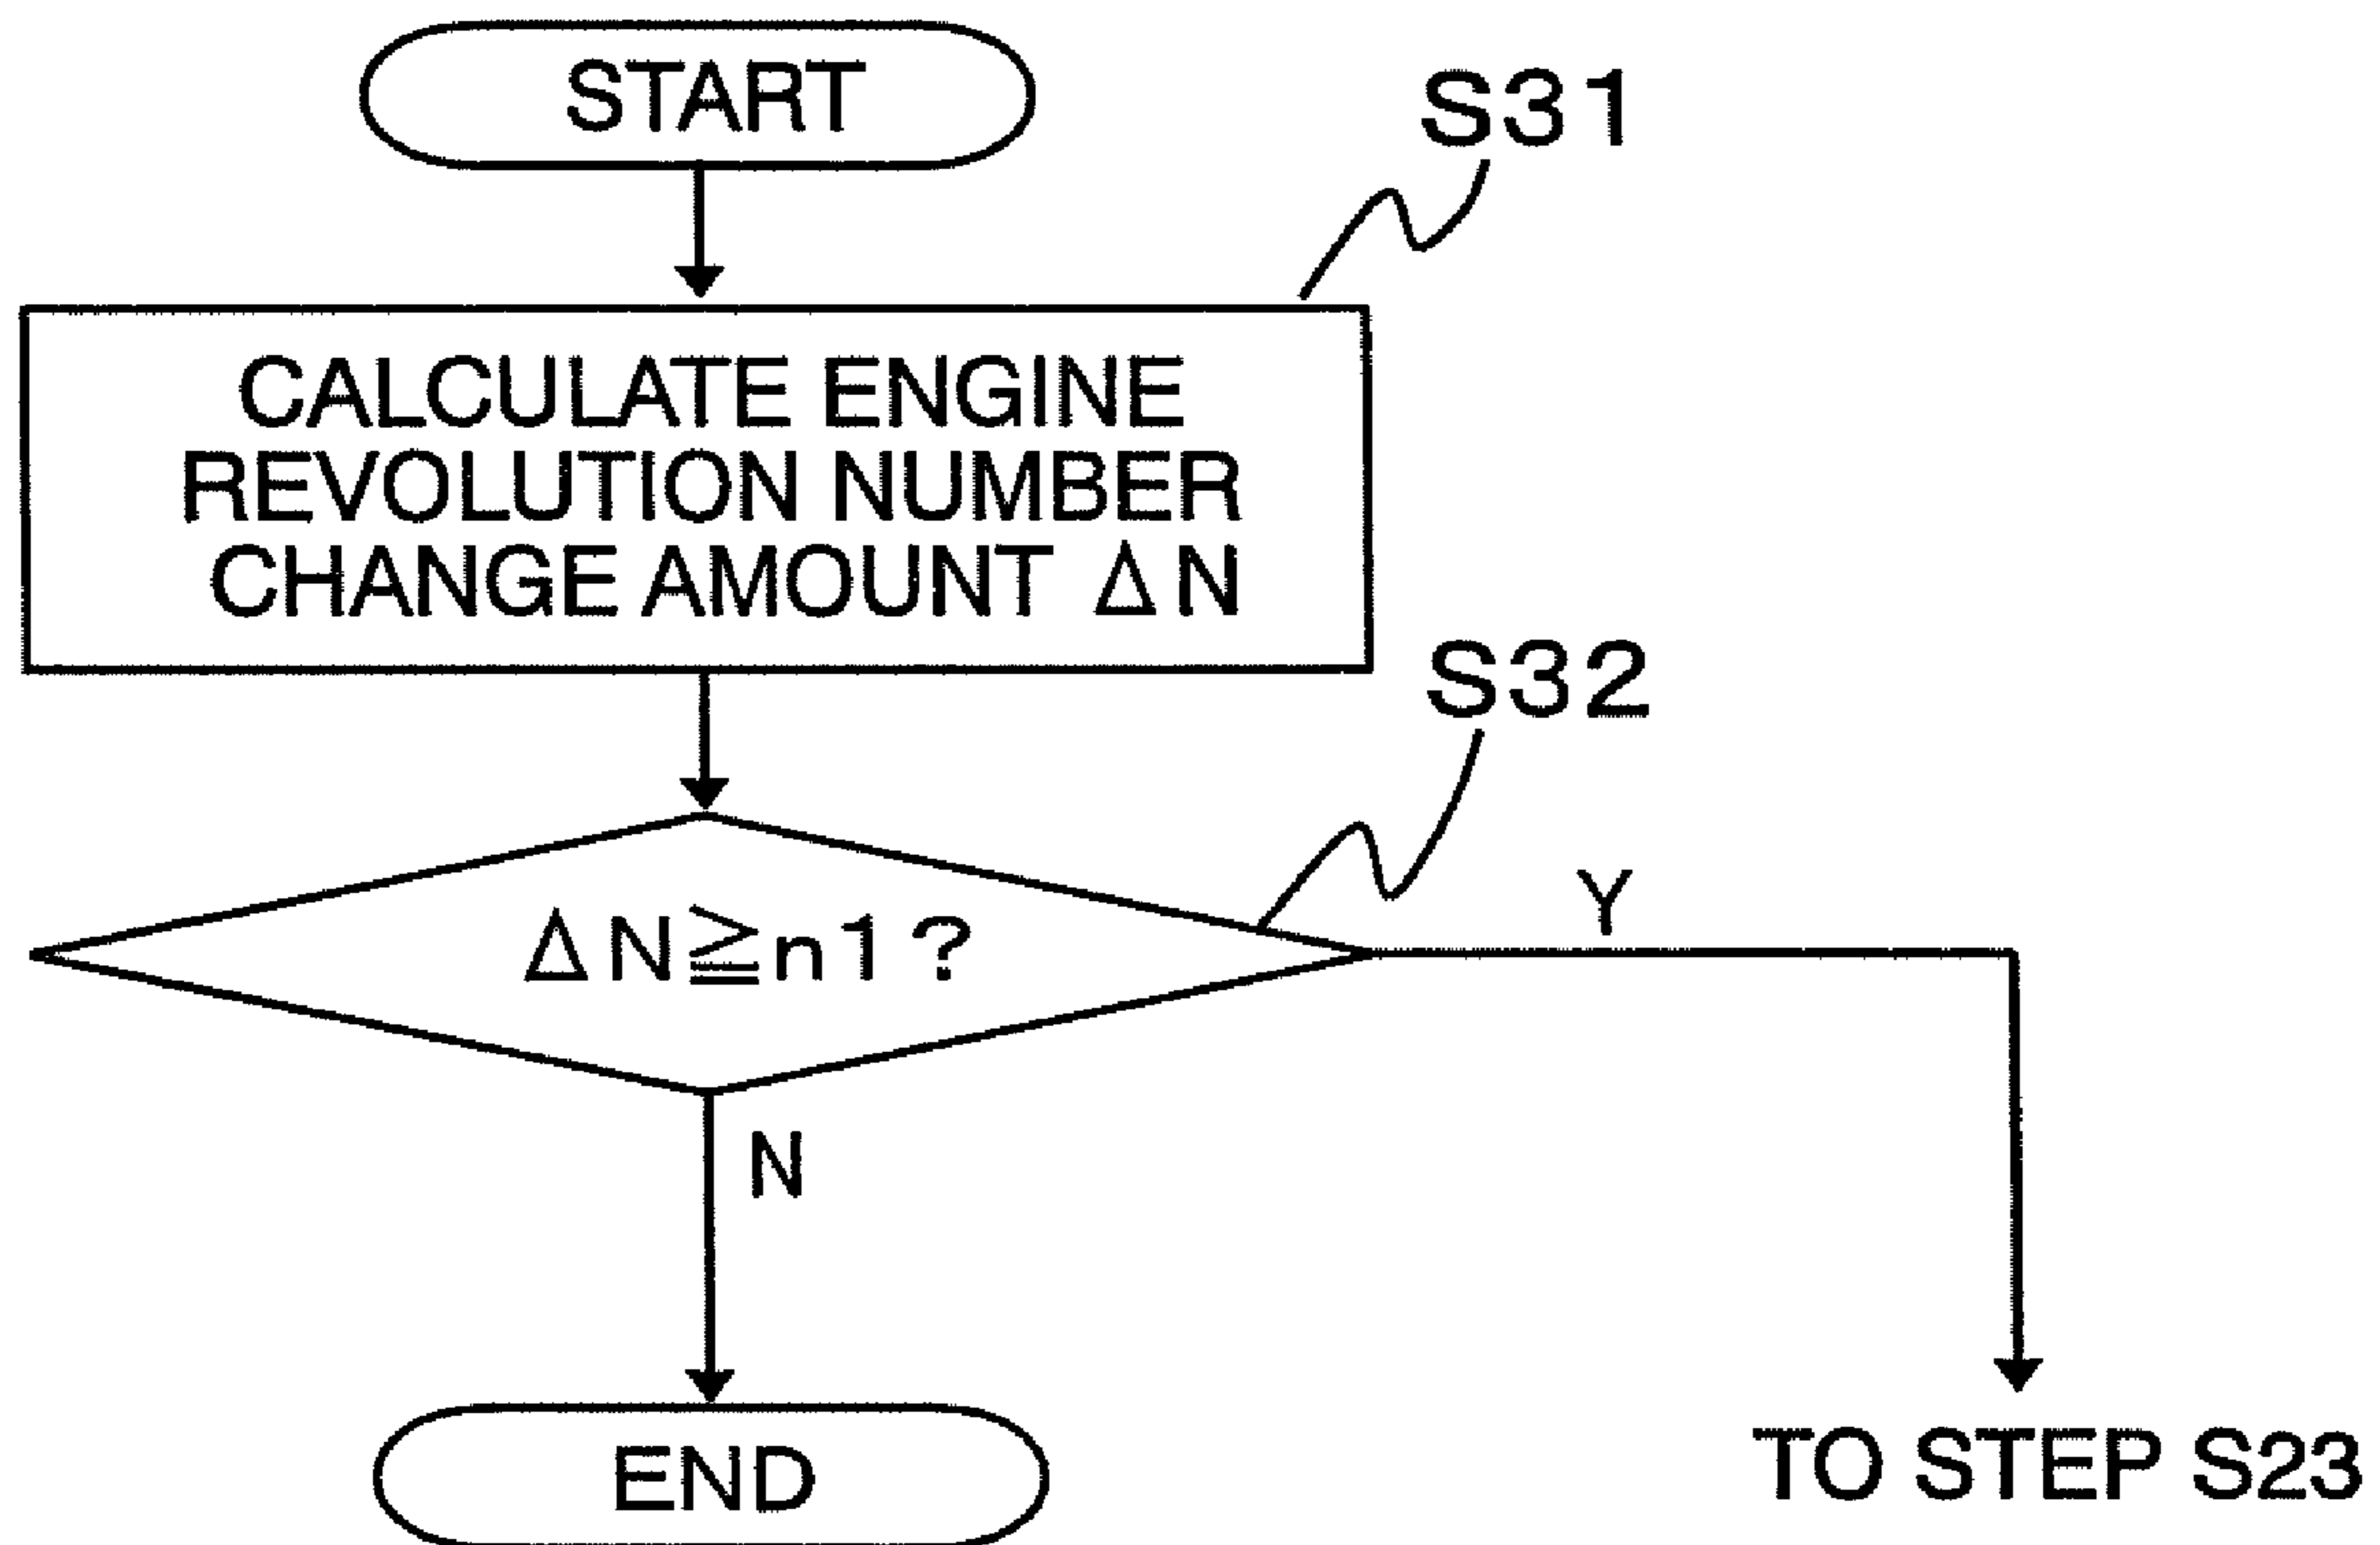 START
S31
CALCULATE ENGINE
REVOLUTION NUMBER
CHANGE AMOUNT ΔN
S32
ΔN≧n1?
Y
N
END
TO STEP S23